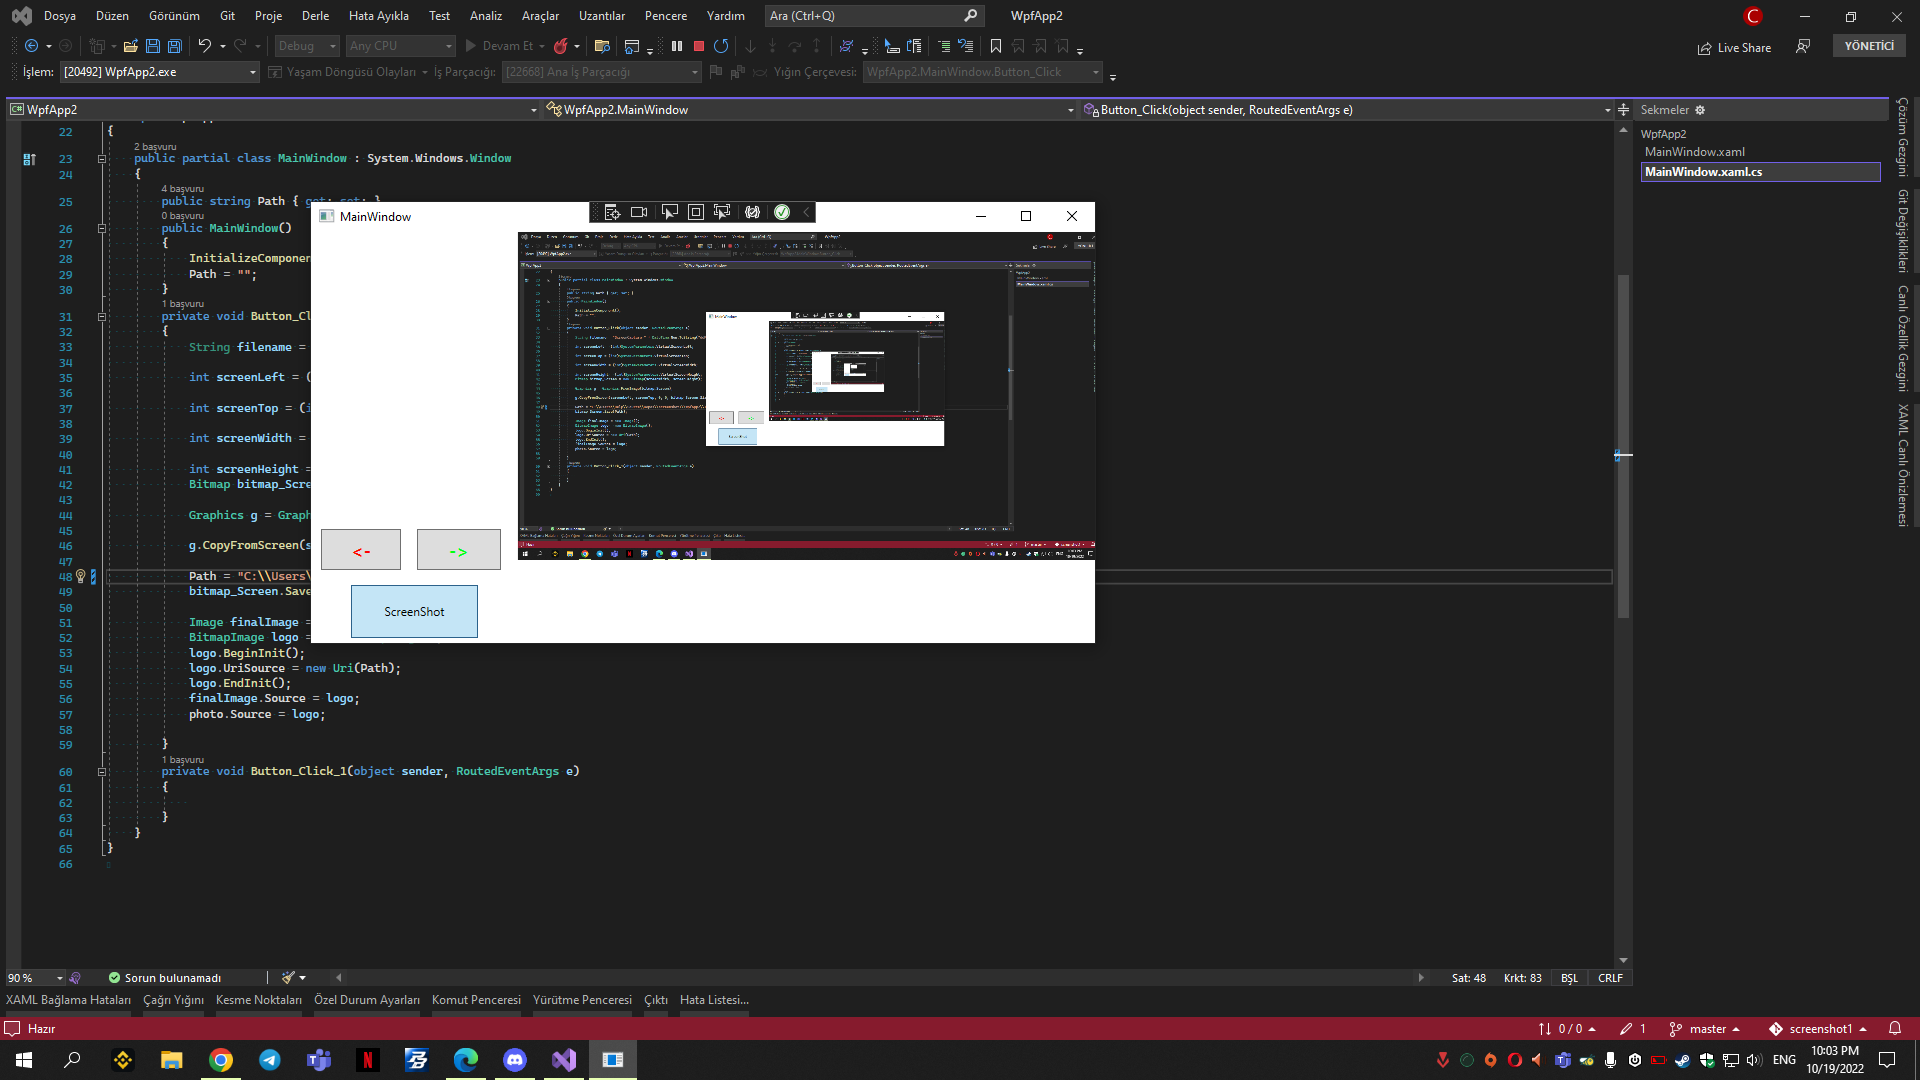 Dosya Düzen Görünüm Git Proje Derle Hata Ayıkla Test Analiz Araçlar Uzantılar Pencere Yardım Ara (Ctrl+Q) WpfApp2 C
Debug Any CPU Devam Et Live Share YÖNETİCİ
İşlem: [20492] WpfApp2.exe Yaşam Döngüsü Olayları İş Parçacığı: [22668] Ana İş Parçacığı Yığın Çerçevesi: WpfApp2.MainWindow.Button_Click
C# WpfApp2 WpfApp2.MainWindow Button_Click(object sender, RoutedEventArgs e) Sekmeler
WpfApp2
MainWindow.xaml
MainWindow.xaml.cs
Çözüm Gezgini
Git Değişiklikleri
Canlı Özellik Gezgini
XAML Canlı Önizlemesi
22 {
2 başvuru
23 public partial class MainWindow : System.Windows.Window
24 {
4 başvuru
25 public string Path { get; set; }
0 başvuru
26 public MainWindow()
27 {
28 InitializeComponen
29 Path = "";
30 }
1 başvuru
31 private void Button_Cl
32 {
33 String filename =
34
35 int screenLeft = (
36
37 int screenTop = (i
38
39 int screenWidth =
40
41 int screenHeight =
42 Bitmap bitmap_Scre
43
44 Graphics g = Graph
45
46 g.CopyFromScreen(s
47
48 Path = "C:\\Users\
49 bitmap_Screen.Save
50
51 Image finalImage =
52 BitmapImage logo =
53 logo.BeginInit();
54 logo.UriSource = new Uri(Path);
55 logo.EndInit();
56 finalImage.Source = logo;
57 photo.Source = logo;
58
59 }
1 başvuru
60 private void Button_Click_1(object sender, RoutedEventArgs e)
61 {
62
63 }
64 }
65 }
66
MainWindow
<- ->
ScreenShot
90 % Sorun bulunamadı Sat: 48 Krkt: 83 BŞL CRLF
XAML Bağlama Hataları Çağrı Yığını Kesme Noktaları Özel Durum Ayarları Komut Penceresi Yürütme Penceresi Çıktı Hata Listesi...
Hazır 0 / 0 1 master screenshot1
ENG 10:03 PM
10/19/2022